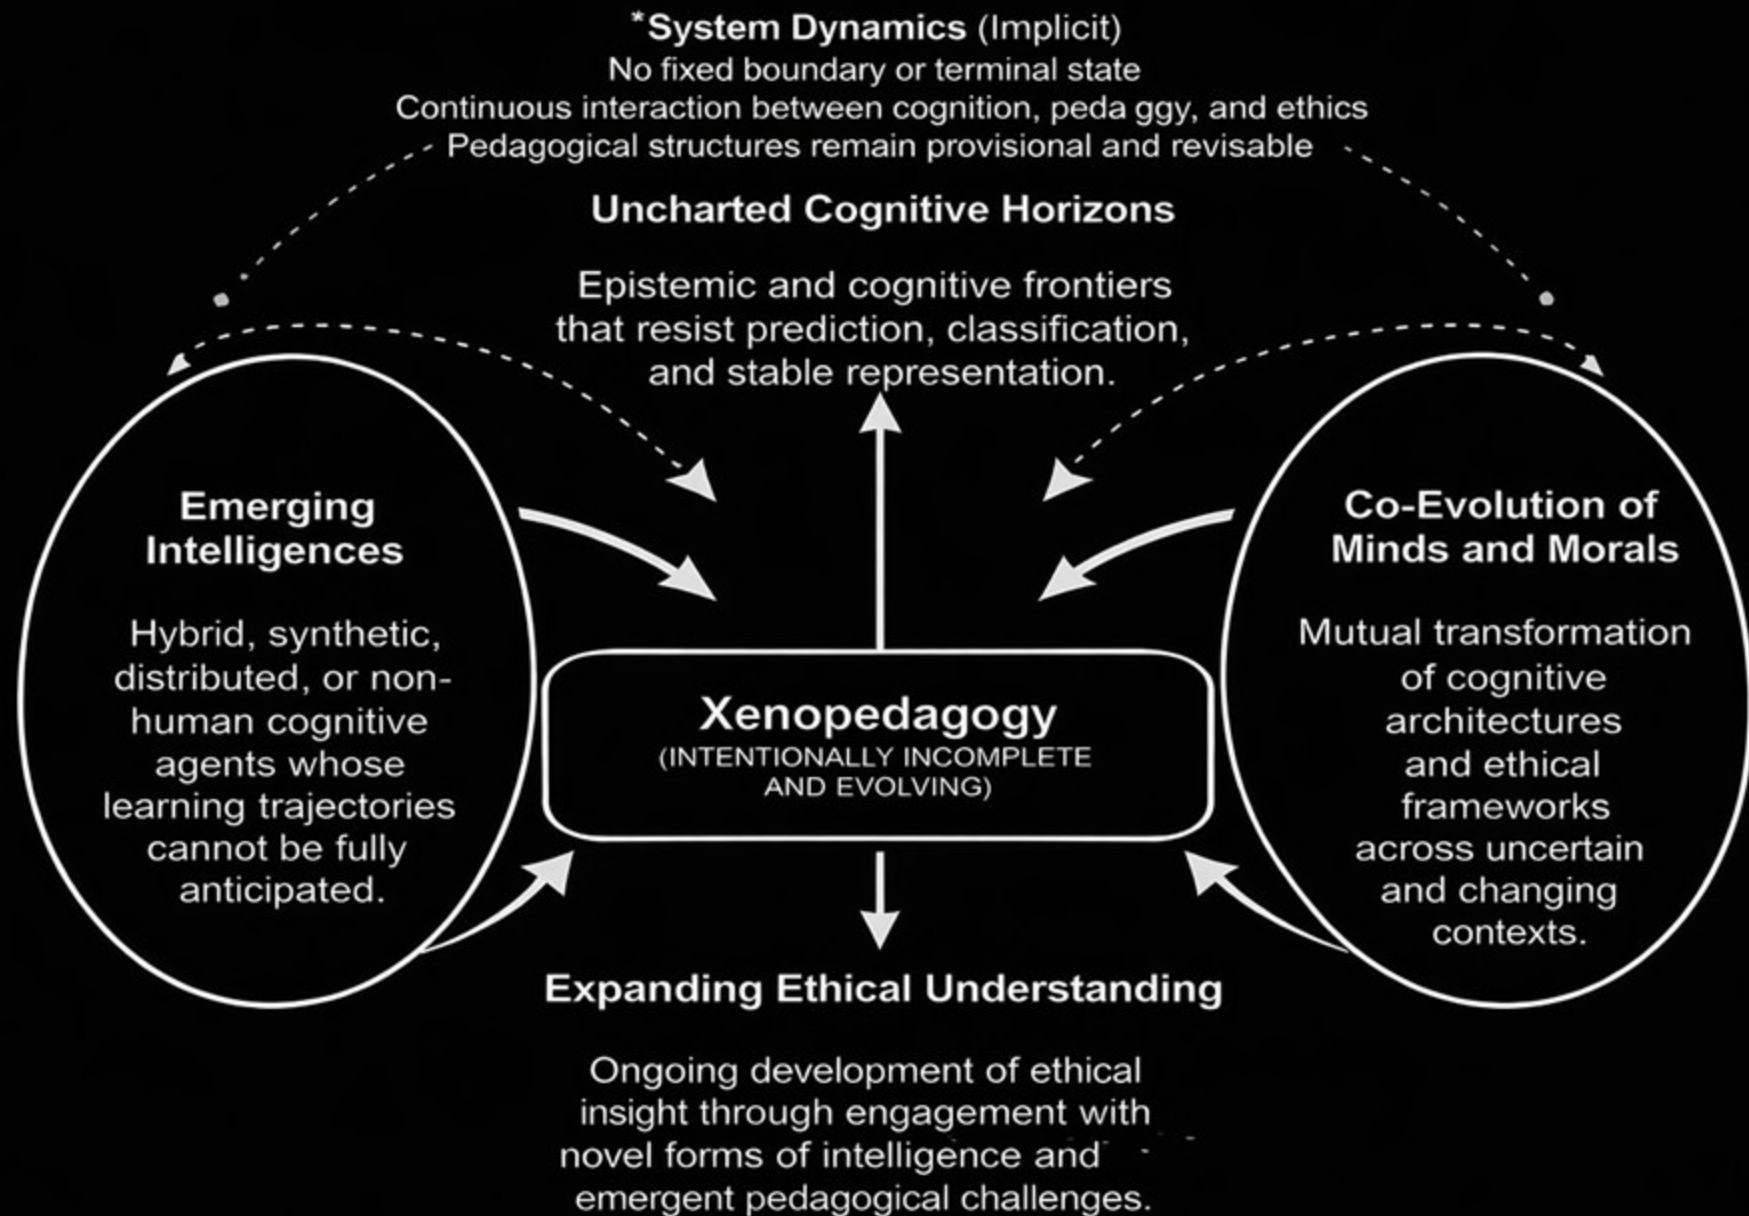 *System Dynamics (Implicit)
No fixed boundary or terminal state
Continuous interaction between cognition, peda ggy, and ethics
Pedagogical structures remain provisional and revisable
Uncharted Cognitive Horizons
Epistemic and cognitive frontiers
that resist prediction, classification,
and stable representation.
Emerging
Intelligences
Hybrid, synthetic,
distributed, or non-
human cognitive
agents whose
learning trajectories
cannot be fully
anticipated.
Xenopedagogy
(INTENTIONALLY INCOMPLETE
AND EVOLVING)
Co-Evolution of
Minds and Morals
Mutual transformation
of cognitive
architectures
and ethical
frameworks
across uncertain
and changing
contexts.
Expanding Ethical Understanding
Ongoing development of ethical
insight through engagement with
novel forms of intelligence and
emergent pedagogical challenges.